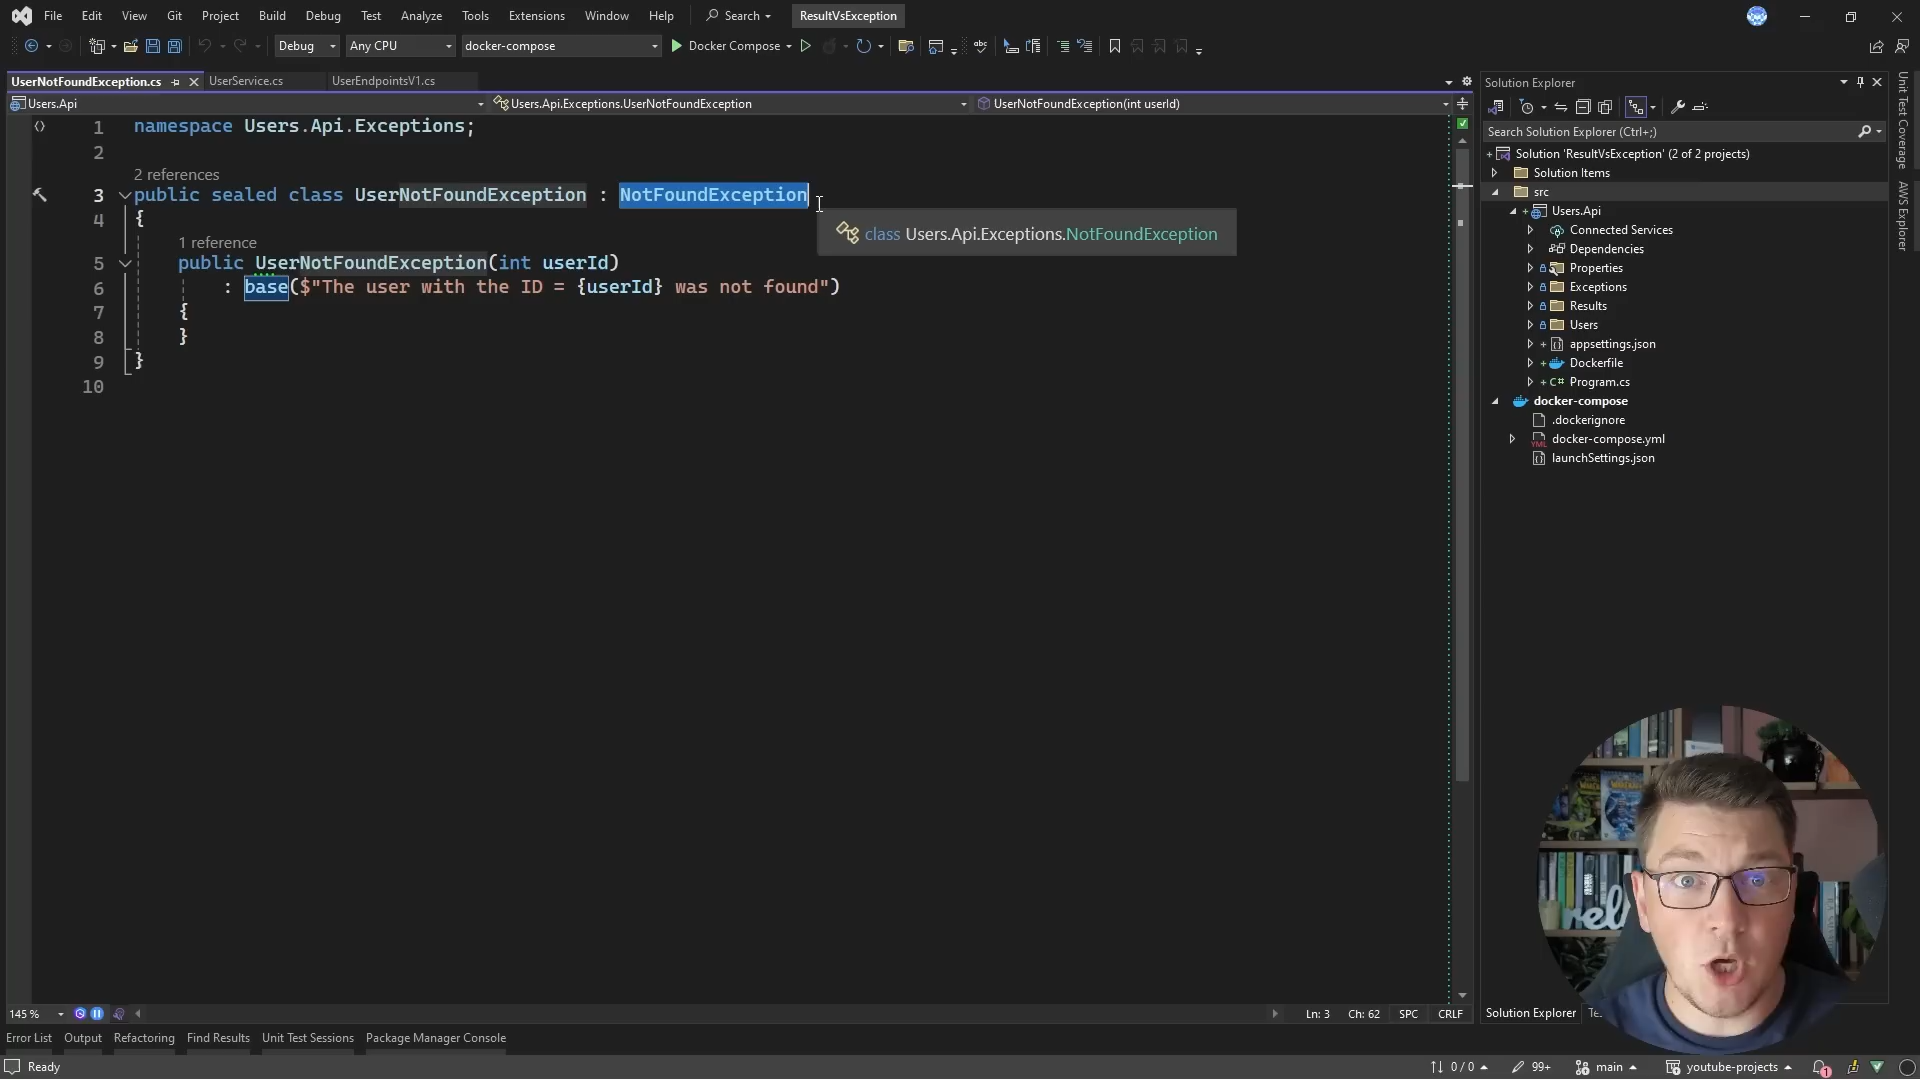 File Edit View Git Project Build Debug Test Analyze Tools Extensions Window Help Search ResultVsException
Debug Any CPU docker-compose Docker Compose
UserNotFoundException.cs UserService.cs UserEndpointsV1.cs
Users.Api Users.Api.Exceptions.UserNotFoundException UserNotFoundException(int userId)
1 namespace Users.Api.Exceptions;
2
2 references
3 public sealed class UserNotFoundException : NotFoundException
4 {
class Users.Api.Exceptions.NotFoundException
1 reference
5 public UserNotFoundException(int userId)
6 : base($"The user with the ID = {userId} was not found")
7 {
8 }
9 }
10
145 % Ln: 3 Ch: 62 SPC CRLF
Error List Output Refactoring Find Results Unit Test Sessions Package Manager Console
Ready 0 / 0 99+ main youtube-projects 1
Solution Explorer
Search Solution Explorer (Ctrl+;)
Solution 'ResultVsException' (2 of 2 projects)
Solution Items
src
Users.Api
Connected Services
Dependencies
Properties
Exceptions
Results
Users
appsettings.json
Dockerfile
C# Program.cs
docker-compose
.dockerignore
docker-compose.yml
launchSettings.json
Solution Explorer
Unit Test Coverage
AWS Explorer